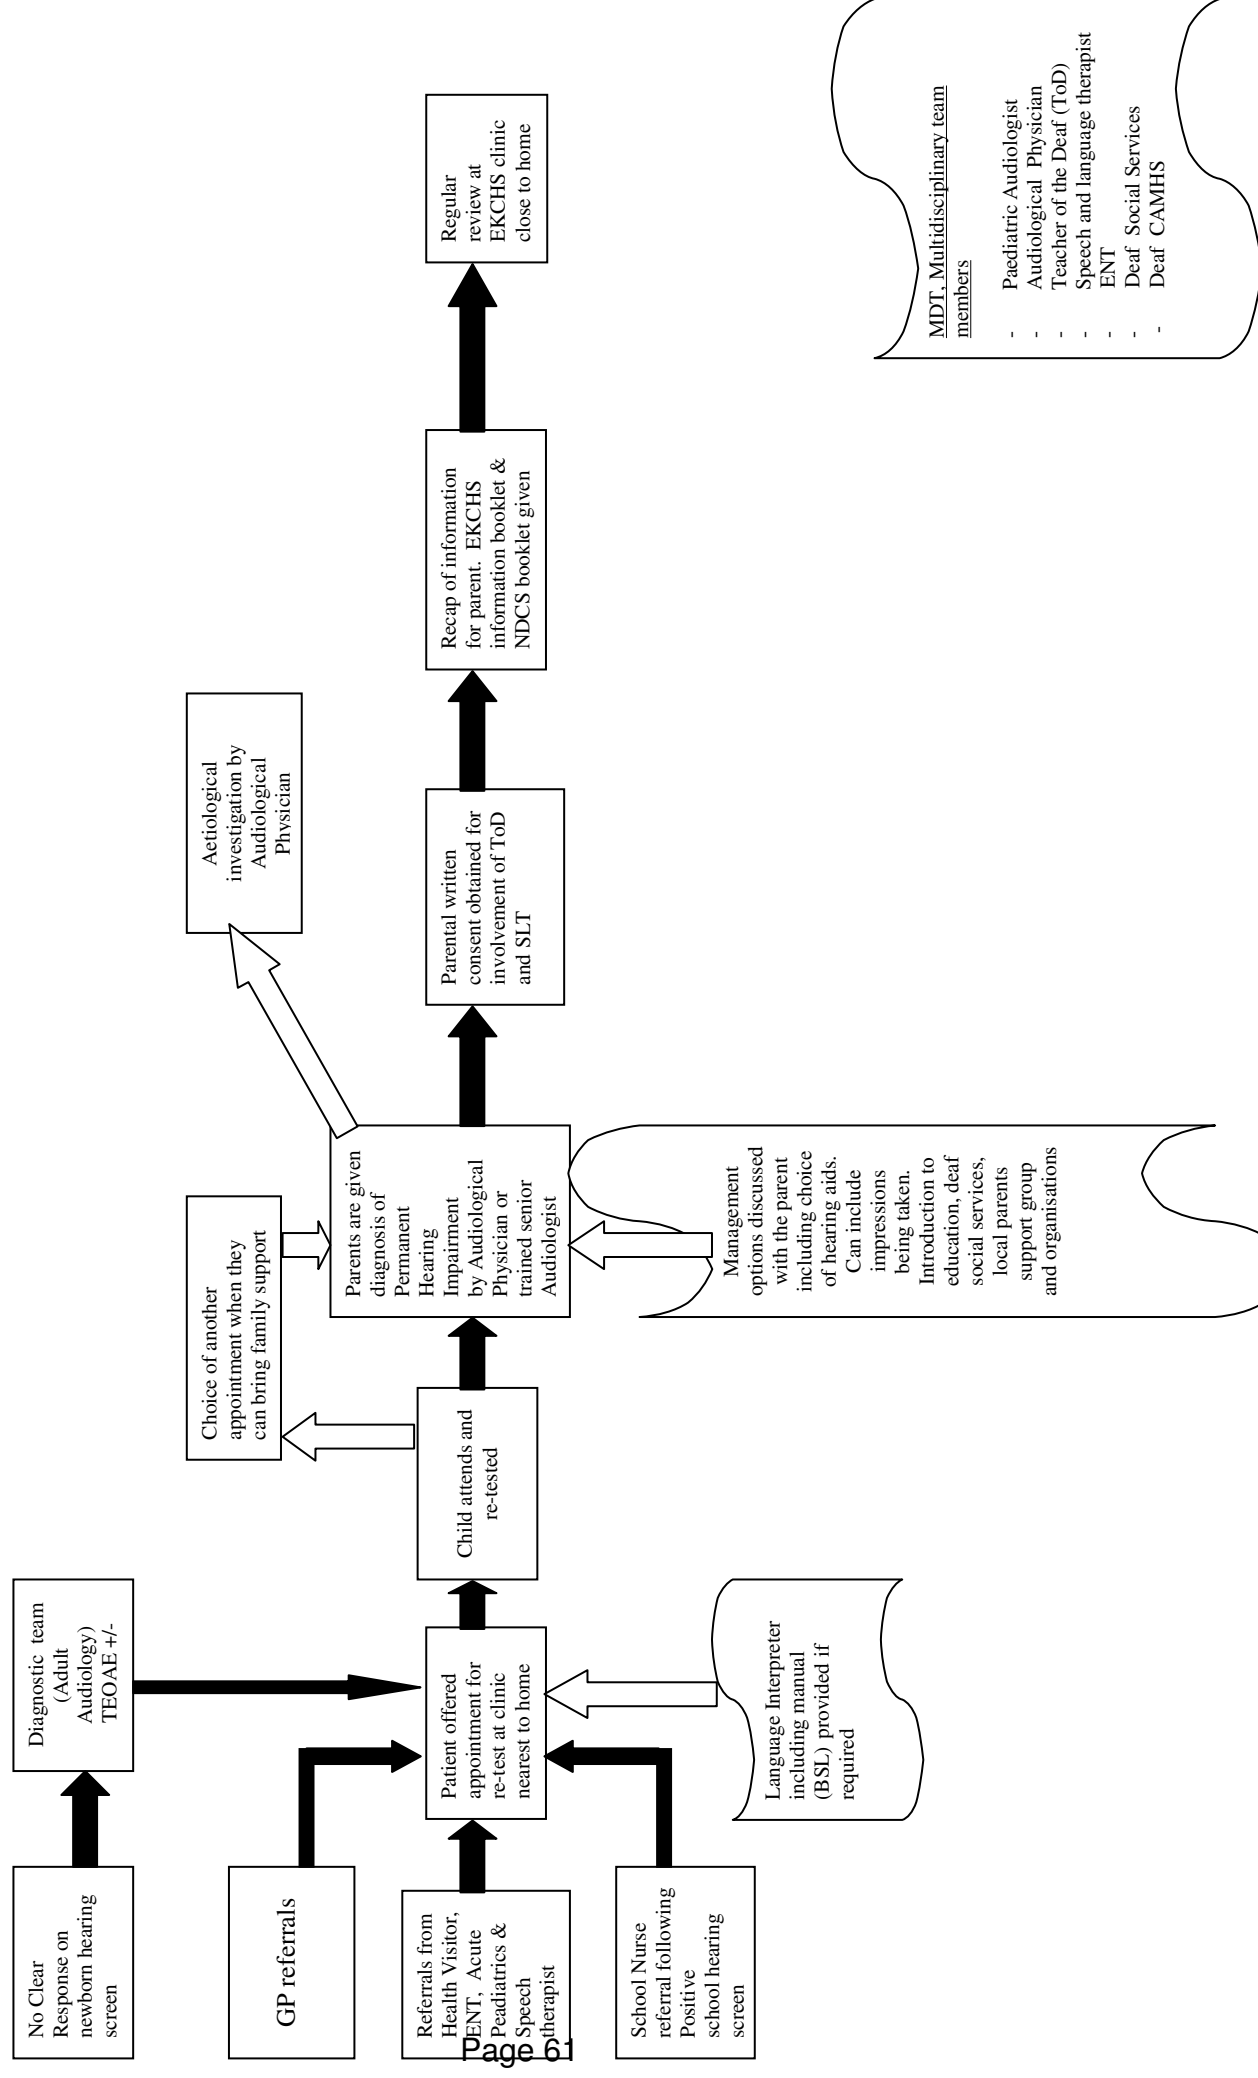 No Clear
Response on
newborn hearing
screen
Diagnostic team
(Adult
Audiology)
TEOAE +/-
GP referrals
Referrals from
Health Visitor,
ENT, Acute
Peadiatrics &
Speech
therapist
School Nurse
referral following
Positive
school hearing
screen
Patient offered
appointment for
re-test at clinic
nearest to home
Language Interpreter
including manual
(BSL) provided if
required
Child attends and
re-tested
Choice of another
appointment when they
can bring family support
Parents are given
diagnosis of
Permanent
Hearing
Impairment
by Audiological
Physician or
trained senior
Audiologist
Management
options discussed
with the parent
including choice
of hearing aids.
Can include
impressions
being taken.
Introduction to
education, deaf
social services,
local parents
support group
and organisations
Aetiological
investigation by
Audiological
Physician
Parental written
consent obtained for
involvement of ToD
and SLT
Recap of information
for parent. EKCHS
information booklet &
NDCS booklet given
Regular
review at
EKCHS clinic
close to home
MDT, Multidisciplinary team
members
- Paediatric Audiologist
- Audiological Physician
- Teacher of the Deaf (ToD)
- Speech and language therapist
- ENT
- Deaf Social Services
- Deaf CAMHS
Page 61